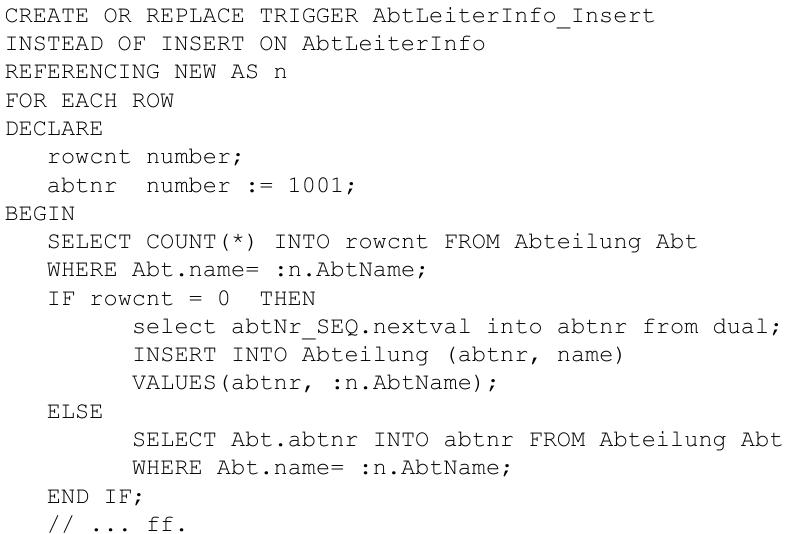 CREATE OR REPLACE TRIGGER AbtLeiterInfo_Insert
INSTEAD OF INSERT ON AbtLeiterInfo
REFERENCING NEW AS n
FOR EACH ROW
DECLARE
   rowcnt number;
   abtnr  number := 1001;
BEGIN
   SELECT COUNT(*) INTO rowcnt FROM Abteilung Abt
   WHERE Abt.name= :n.AbtName;
   IF rowcnt = 0  THEN
         select abtNr_SEQ.nextval into abtnr from dual;
         INSERT INTO Abteilung (abtnr, name)
         VALUES(abtnr, :n.AbtName);
   ELSE
         SELECT Abt.abtnr INTO abtnr FROM Abteilung Abt
         WHERE Abt.name= :n.AbtName;
   END IF;
   // ... ff.